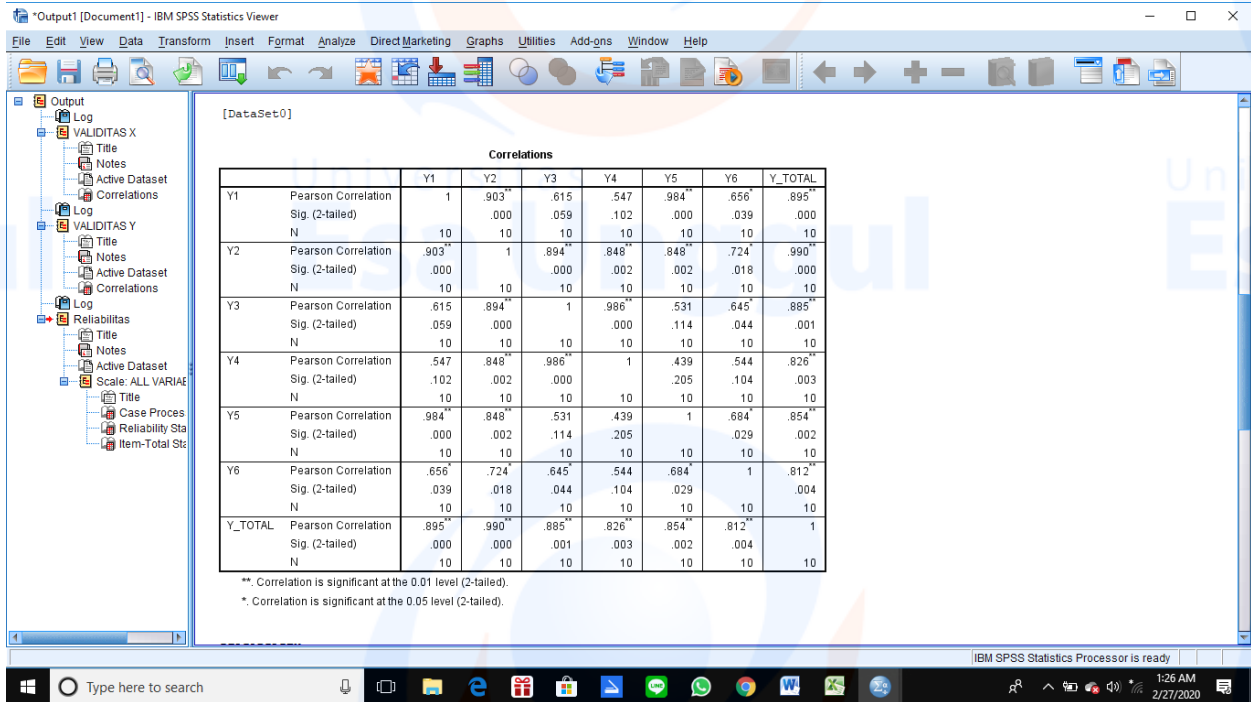 *Output1 [Document1] - IBM SPSS Statistics Viewer
File Edit View Data Transform Insert Format Analyze Direct Marketing Graphs Utilities Add-ons Window Help
Output
Log
VALIDITAS X
Title
Notes
Active Dataset
Correlations
Log
VALIDITAS Y
Title
Notes
Active Dataset
Correlations
Log
Reliabilitas
Title
Notes
Active Dataset
Scale: ALL VARIAE
Title
Case Proces
Reliability Sta
Item-Total Sta
[DataSet0]
Correlations
Y1 Y2 Y3 Y4 Y5 Y6 Y_TOTAL
Y1 Pearson Correlation 1 .903** .615 .547 .984** .656* .895**
Sig. (2-tailed) .000 .059 .102 .000 .039 .000
N 10 10 10 10 10 10 10
Y2 Pearson Correlation .903** 1 .894** .848** .848** .724* .990**
Sig. (2-tailed) .000 .000 .002 .002 .018 .000
N 10 10 10 10 10 10 10
Y3 Pearson Correlation .615 .894** 1 .986** .531 .645* .885**
Sig. (2-tailed) .059 .000 .000 .114 .044 .001
N 10 10 10 10 10 10 10
Y4 Pearson Correlation .547 .848** .986** 1 .439 .544 .826**
Sig. (2-tailed) .102 .002 .000 .205 .104 .003
N 10 10 10 10 10 10 10
Y5 Pearson Correlation .984** .848** .531 .439 1 .684* .854**
Sig. (2-tailed) .000 .002 .114 .205 .029 .002
N 10 10 10 10 10 10 10
Y6 Pearson Correlation .656* .724* .645* .544 .684* 1 .812**
Sig. (2-tailed) .039 .018 .044 .104 .029 .004
N 10 10 10 10 10 10 10
Y_TOTAL Pearson Correlation .895** .990** .885** .826** .854** .812** 1
Sig. (2-tailed) .000 .000 .001 .003 .002 .004
N 10 10 10 10 10 10 10
**. Correlation is significant at the 0.01 level (2-tailed).
*. Correlation is significant at the 0.05 level (2-tailed).
Universitas
Esa Unggul
Uni
Es
IBM SPSS Statistics Processor is ready
Type here to search
1:26 AM
2/27/2020